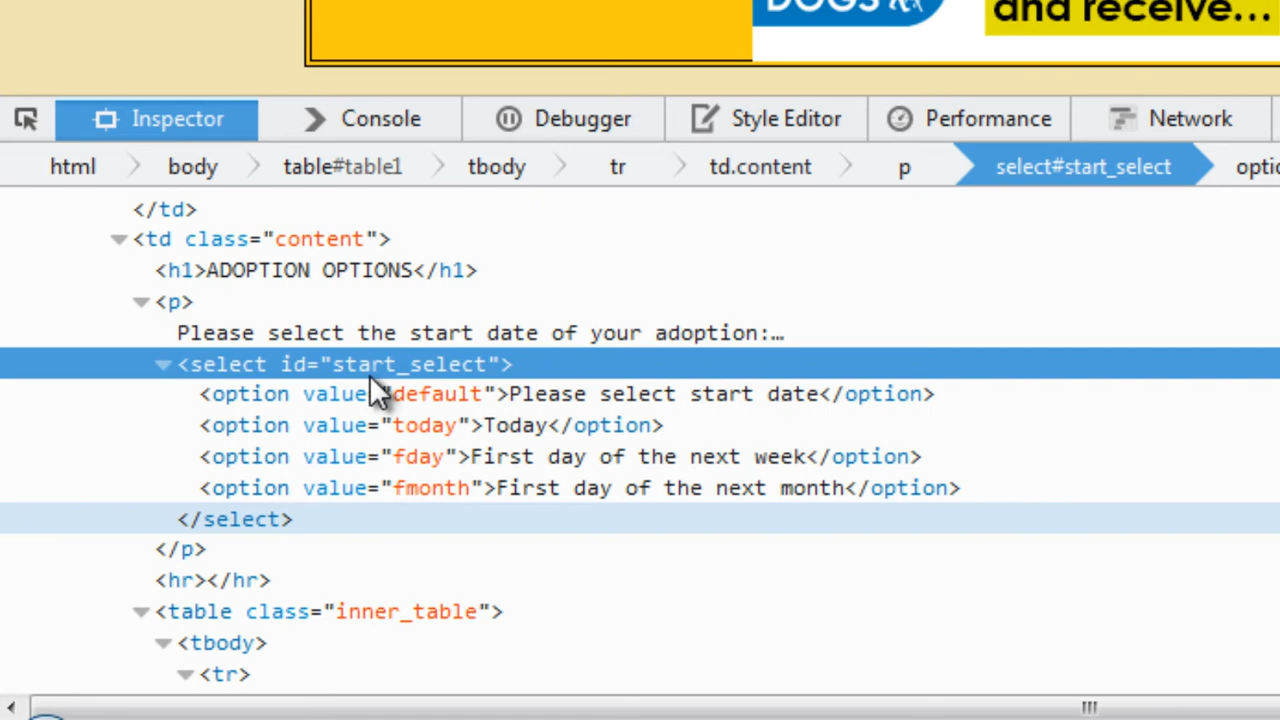 DOGS
and receive...
Inspector
Console
Debugger
Style Editor
Performance
Network
html
body
table#table1
tbody
tr
td.content
p
select#start_select
optic
</td>
<td class="content">
<h1>ADOPTION OPTIONS</h1>
<p>
Please select the start date of your adoption:…
<select id="start_select">
<option value="default">Please select start date</option>
<option value="today">Today</option>
<option value="fday">First day of the next week</option>
<option value="fmonth">First day of the next month</option>
</select>
</p>
<hr></hr>
<table class="inner_table">
<tbody>
<tr>